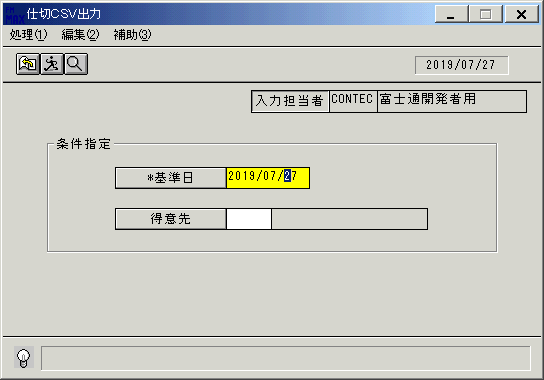 仕切CSV出力
処理(1) 編集(2) 補助(3)
2019/07/27
入力担当者 CONTEC 富士通開発者用
条件指定
*基準日 2019/07/27
得意先